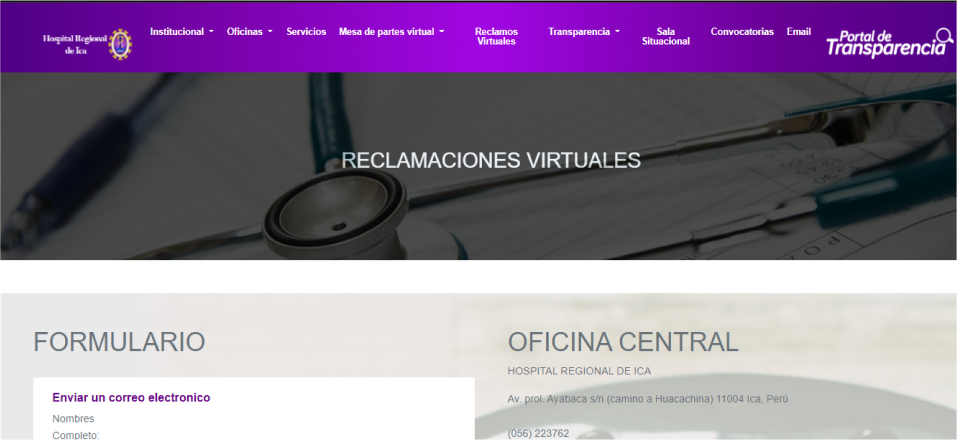 Hospital Regional
de Ica
Institucional
Oficinas
Servicios
Mesa de partes virtual
Reclamos
Virtuales
Transparencia
Sala
Situacional
Convocatorias
Email
Portal de
Transparencia
RECLAMACIONES VIRTUALES
FORMULARIO
Enviar un correo electronico
Nombres
Completo:
OFICINA CENTRAL
HOSPITAL REGIONAL DE ICA
Av. prol. Ayabaca s/n (camino a Huacachina) 11004 Ica, Perú
(056) 223762